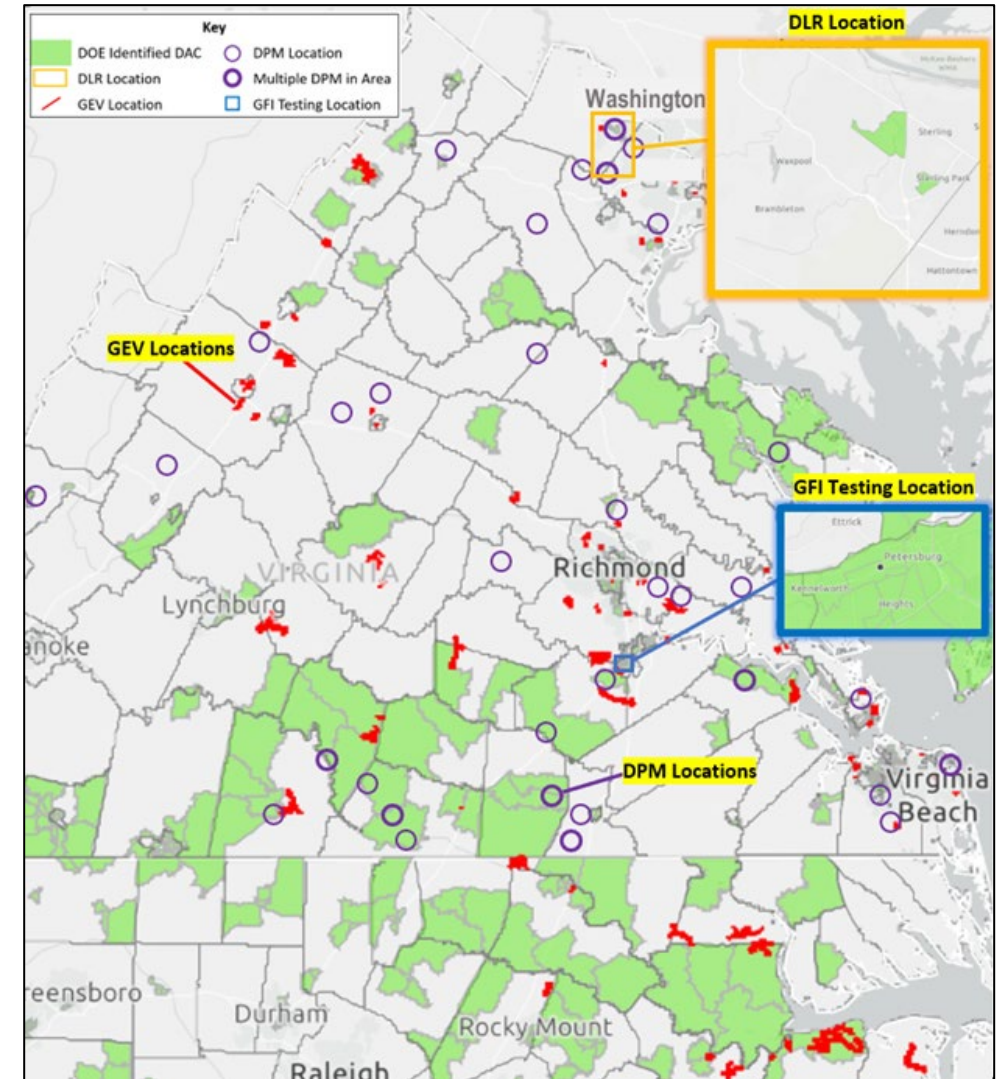 Key
DOE Identified DAC
DPM Location
DLR Location
Multiple DPM in Area
GEV Location
GFI Testing Location
DLR Location
Washington
Sterling
Waxpool
Sterling Park
Brambleton
Herndon
Hattontown
GEV Locations
GFI Testing Location
Ettrick
Petersburg
Kennelworth
Heights
Richmond
VIRGINIA
Lynchburg
anoke
DPM Locations
Virginia
Beach
reensboro
Durham
Rocky Mount
Raleigh